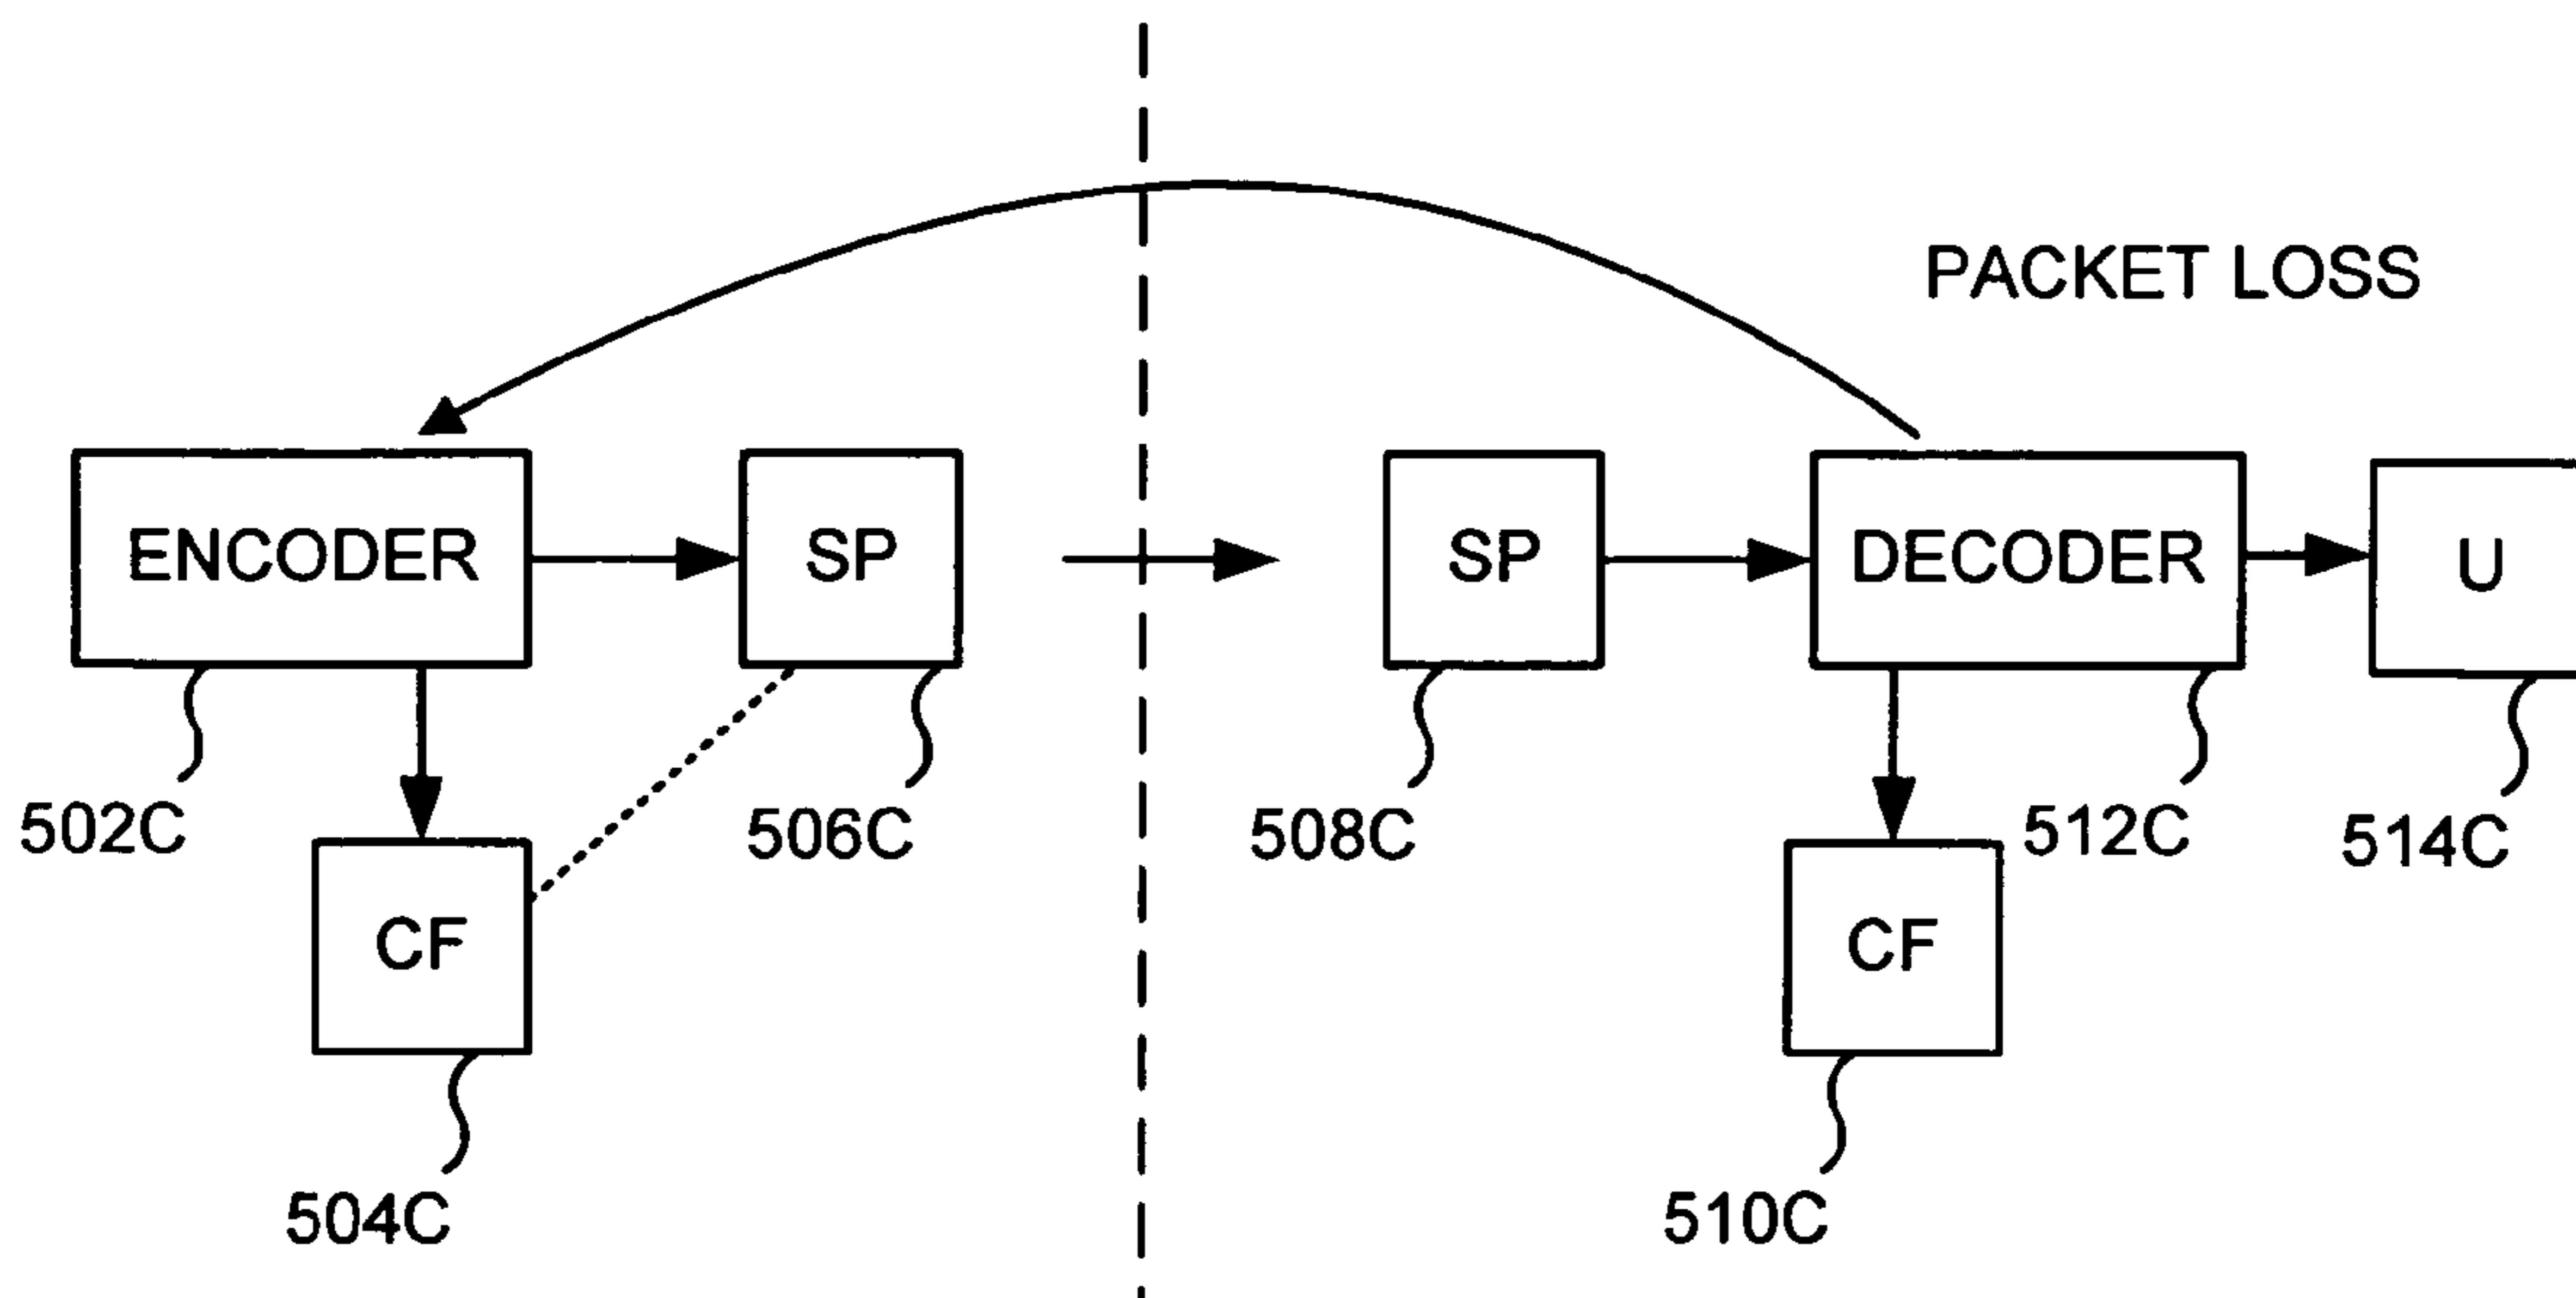 PACKET LOSS
ENCODER
SP
SP
DECODER
U
502C
506C
508C
512C
514C
CF
CF
504C
510C